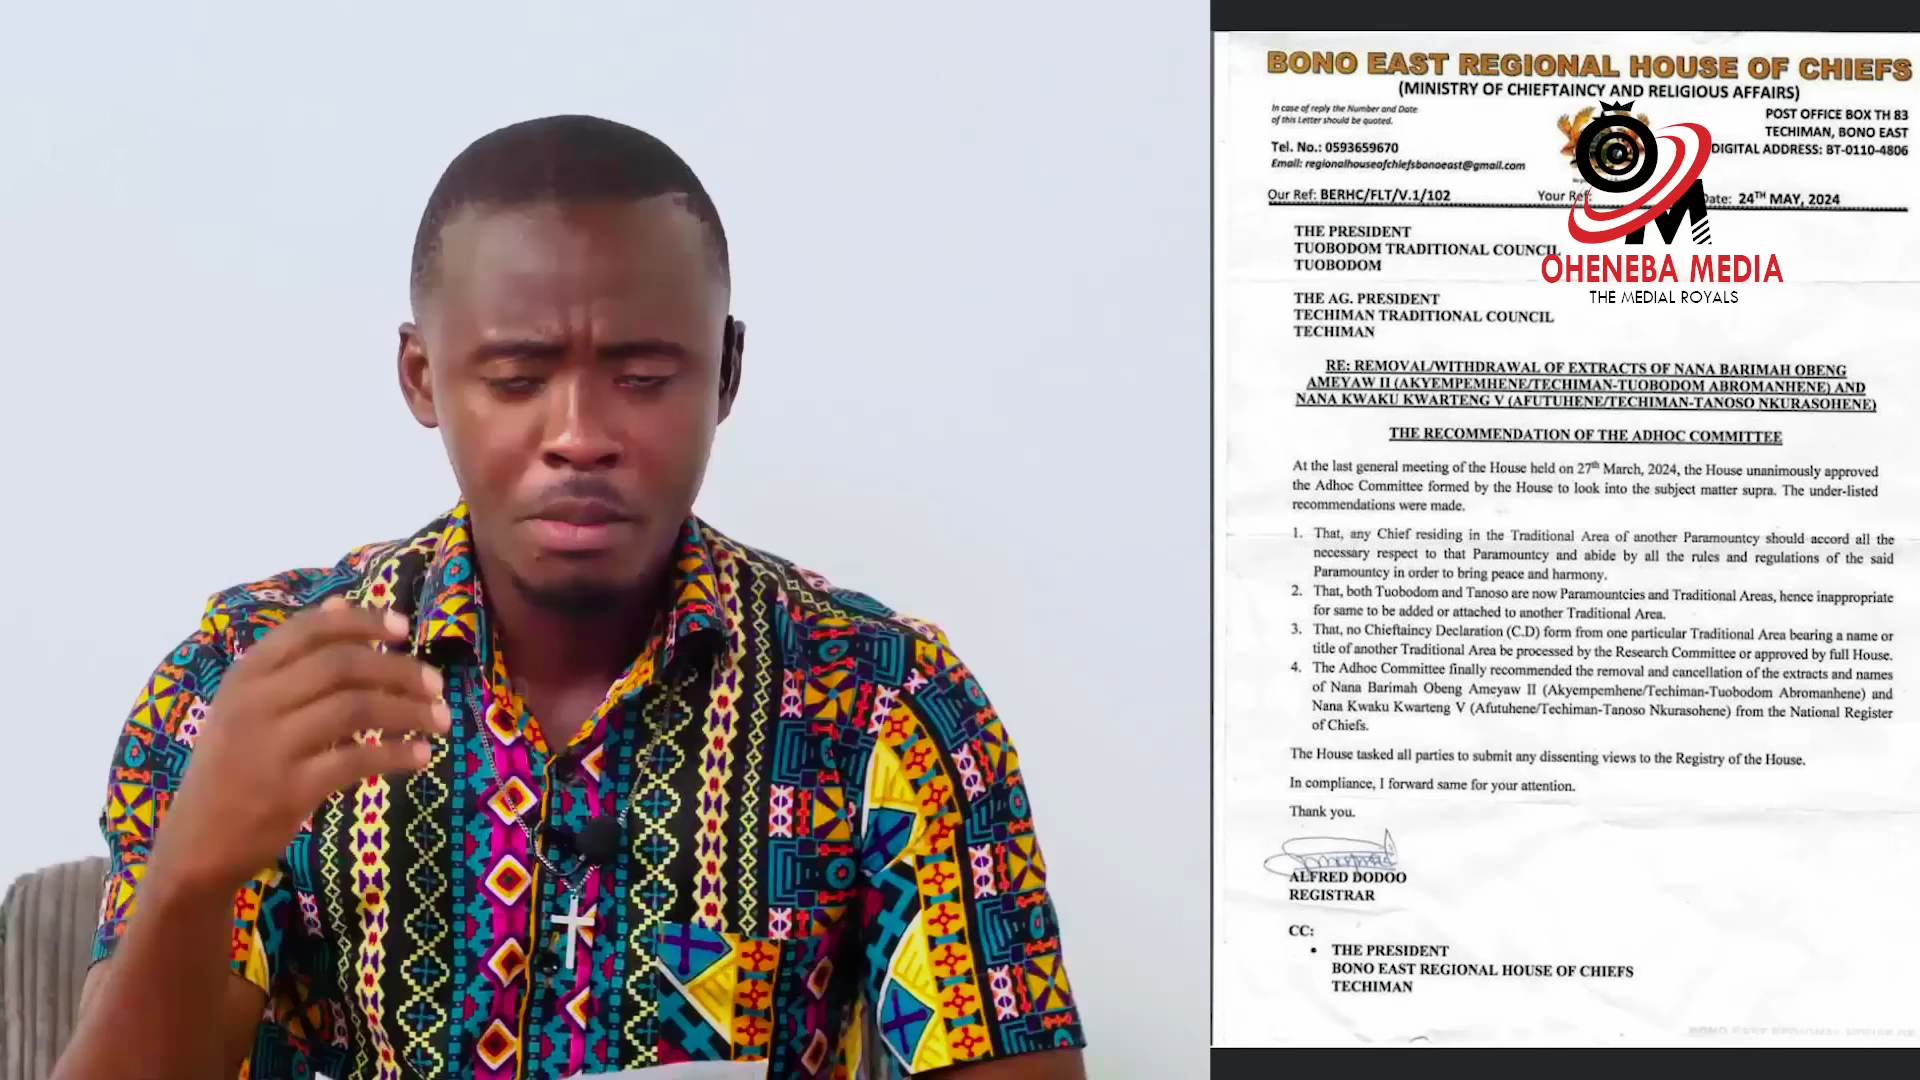 BONO EAST REGIONAL HOUSE OF CHIEFS
(MINISTRY OF CHIEFTAINCY AND RELIGIOUS AFFAIRS)
In case of reply the Number and Date
of this Letter should be quoted.
POST OFFICE BOX TH 83
TECHIMAN, BONO EAST
DIGITAL ADDRESS: BT-0110-4806
Tel. No.: 0593659670
Email: regionalhouseofchiefsbonoeast@gmail.com
Our Ref: BERHC/FLT/V.1/102
Your Ref:
Date: 24TH MAY, 2024
M
OHENEBA MEDIA
THE MEDIAL ROYALS
THE PRESIDENT
TUOBODOM TRADITIONAL COUNCIL
TUOBODOM
THE AG. PRESIDENT
TECHIMAN TRADITIONAL COUNCIL
TECHIMAN
RE: REMOVAL/WITHDRAWAL OF EXTRACTS OF NANA BARIMAH OBENG
AMEYAW II (AKYEMPEMHENE/TECHIMAN-TUOBODOM ABROMANHENE) AND
NANA KWAKU KWARTENG V (AFUTUHENE/TECHIMAN-TANOSO NKURASOHENE)
THE RECOMMENDATION OF THE ADHOC COMMITTEE
At the last general meeting of the House held on 27th March, 2024, the House unanimously approved
the Adhoc Committee formed by the House to look into the subject matter supra. The under-listed
recommendations were made.
1. That, any Chief residing in the Traditional Area of another Paramountcy should accord all the
necessary respect to that Paramountcy and abide by all the rules and regulations of the said
Paramountcy in order to bring peace and harmony.
2. That, both Tuobodom and Tanoso are now Paramountcies and Traditional Areas, hence inappropriate
for same to be added or attached to another Traditional Area.
3. That, no Chieftaincy Declaration (C.D) form from one particular Traditional Area bearing a name or
title of another Traditional Area be processed by the Research Committee or approved by full House.
4. The Adhoc Committee finally recommended the removal and cancellation of the extracts and names
of Nana Barimah Obeng Ameyaw II (Akyempemhene/Techiman-Tuobodom Abromanhene) and
Nana Kwaku Kwarteng V (Afutuhene/Techiman-Tanoso Nkurasohene) from the National Register
of Chiefs.
The House tasked all parties to submit any dissenting views to the Registry of the House.
In compliance, I forward same for your attention.
Thank you.
ALFRED DODOO
REGISTRAR
CC:
• THE PRESIDENT
BONO EAST REGIONAL HOUSE OF CHIEFS
TECHIMAN